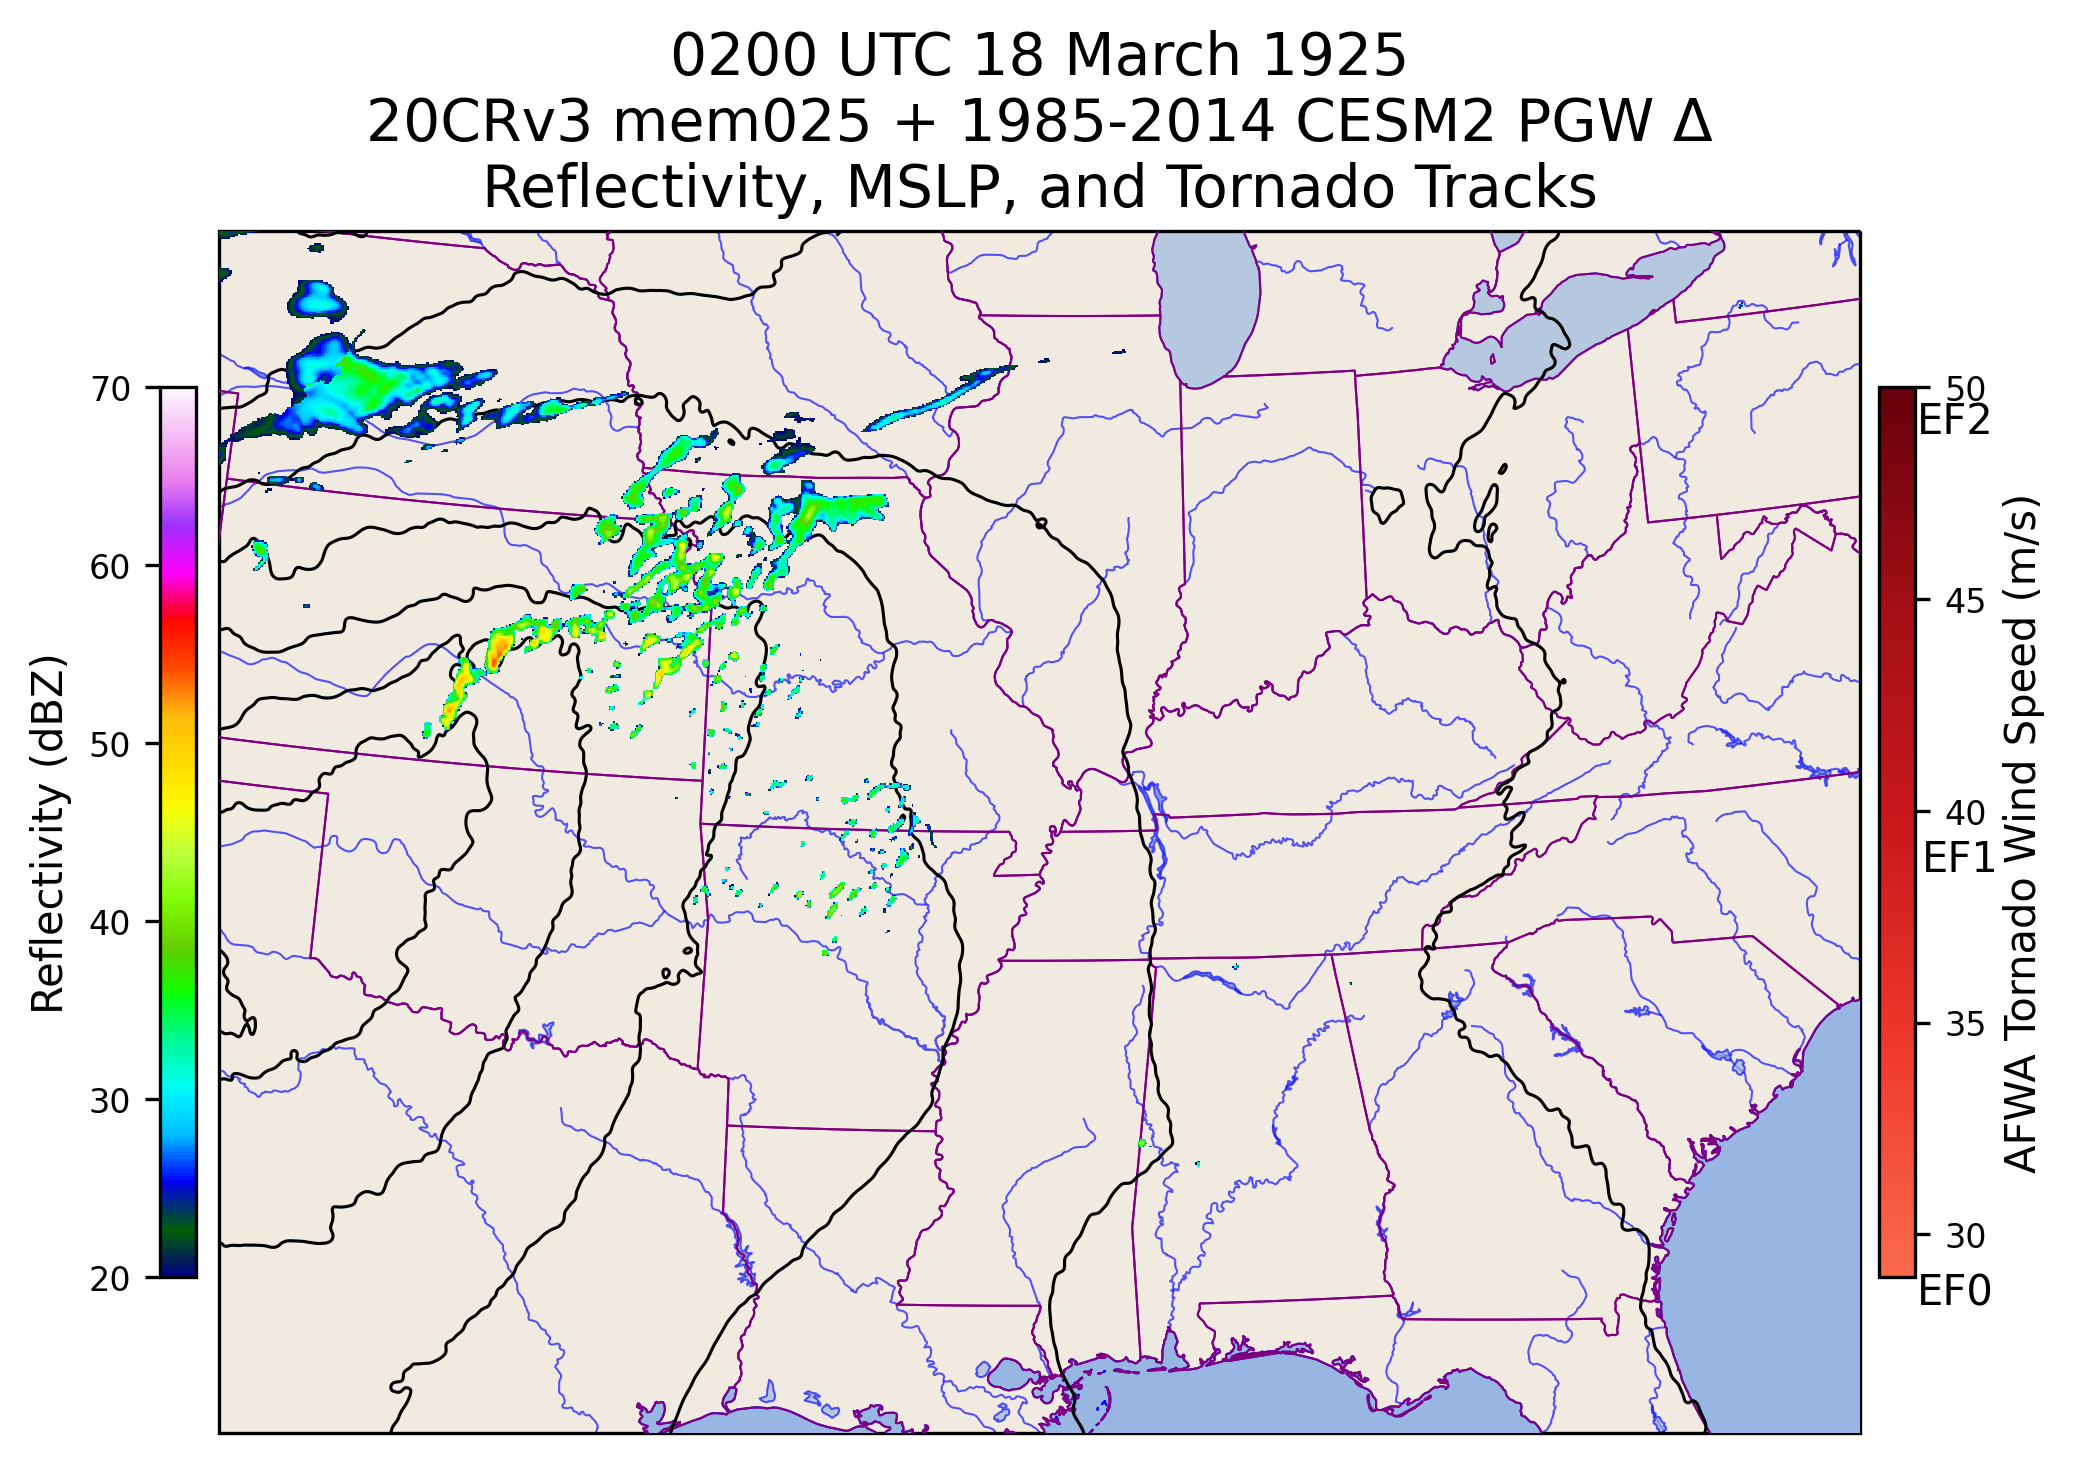 0200 UTC 18 March 1925
20CRv3 mem025 + 1985-2014 CESM2 PGW Δ
Reflectivity, MSLP, and Tornado Tracks
70
60
50
40
30
20
Reflectivity (dBZ)
50
EF2
45
40
EF1
35
30
EF0
AFWA Tornado Wind Speed (m/s)